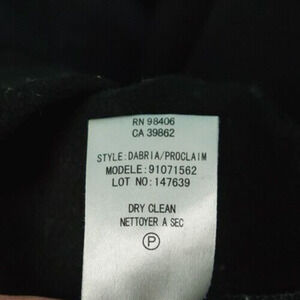 RN 98406
CA 39862
STYLE:DABRIA/PROCLAIM
MODELE:91071562
LOT NO:147639
DRY CLEAN
NETTOYER A SEC
P